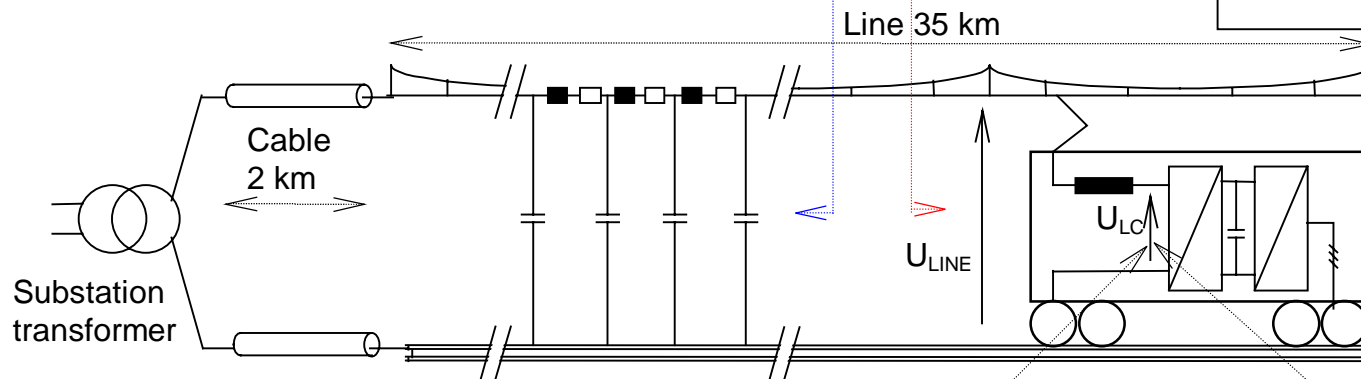 Line 35 km
Cable
2 km
U_LC
U_LINE
Substation
transformer